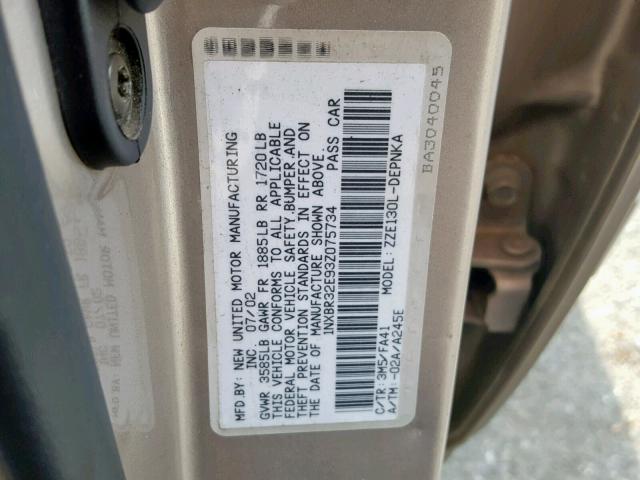 MFD.BY: NEW UNITED MOTOR MANUFACTURING
INC. 07/02
GVWR 3585LB GAWR FR 1885LB RR 1720LB
THIS VEHICLE CONFORMS TO ALL APPLICABLE
FEDERAL MOTOR VEHICLE SAFETY,BUMPER,AND
THEFT PREVENTION STANDARDS IN EFFECT ON
THE DATE OF MANUFACTURE SHOWN ABOVE.
1NXBR32E93Z075734 PASS CAR
C/TR: 3M5/FA41 MODEL: ZZE130L-DEPNKA
A/TM: -02A/A245E
BA3040045